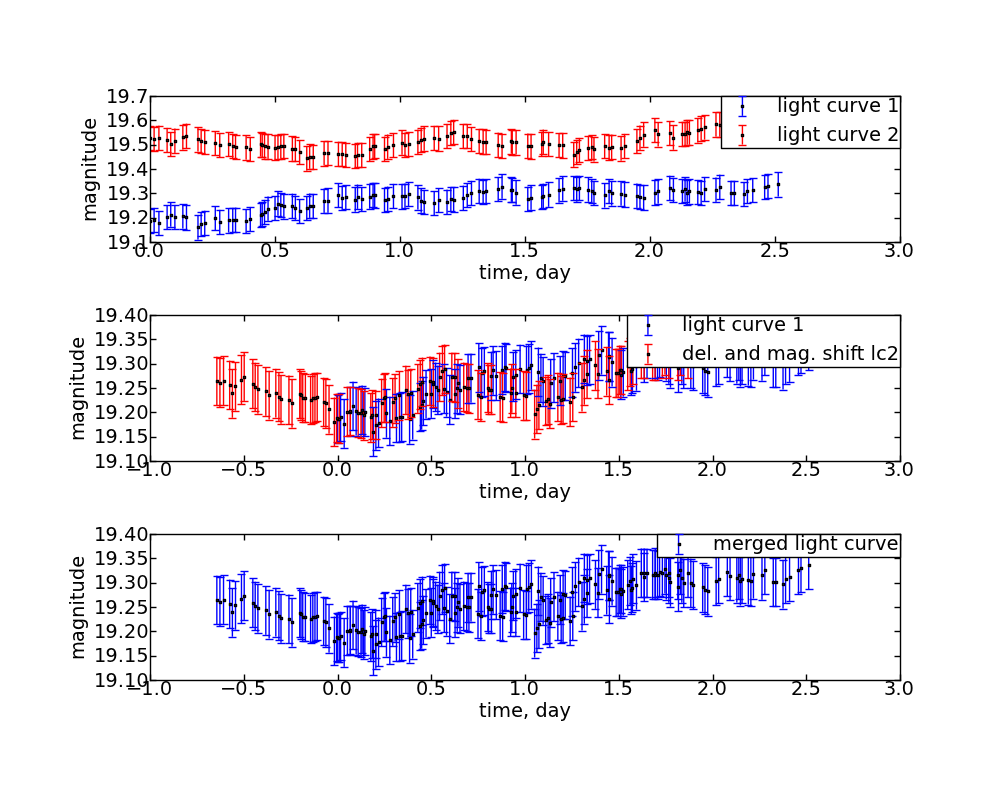 19.7
19.6
19.5
19.4
19.3
19.2
19.1
magnitude
light curve 1
light curve 2
0.0 0.5 1.0 1.5 2.0 2.5 3.0
time, day
19.40
19.35
19.30
19.25
19.20
19.15
19.10
magnitude
light curve 1
del. and mag. shift lc2
−1.0 −0.5 0.0 0.5 1.0 1.5 2.0 2.5 3.0
time, day
19.40
19.35
19.30
19.25
19.20
19.15
19.10
magnitude
merged light curve
−1.0 −0.5 0.0 0.5 1.0 1.5 2.0 2.5 3.0
time, day